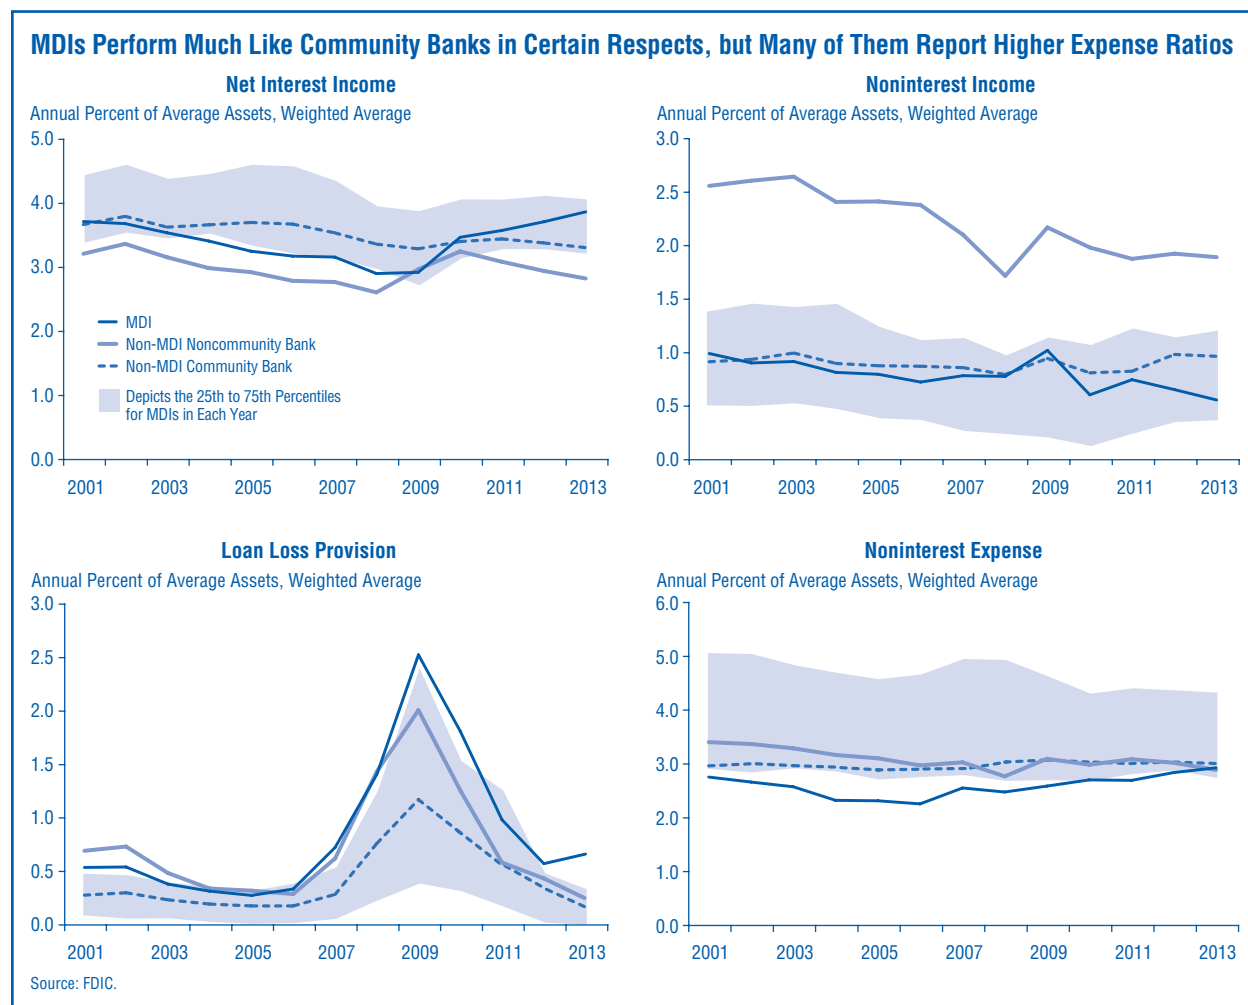 MDIs Perform Much Like Community Banks in Certain Respects, but Many of Them Report Higher Expense Ratios
Net Interest Income
Annual Percent of Average Assets, Weighted Average
5.0
4.0
3.0
2.0
1.0
0.0
MDI
Non-MDI Noncommunity Bank
Non-MDI Community Bank
Depicts the 25th to 75th Percentiles
for MDIs in Each Year
2001 2003 2005 2007 2009 2011 2013
Noninterest Income
Annual Percent of Average Assets, Weighted Average
3.0
2.5
2.0
1.5
1.0
0.5
0.0
2001 2003 2005 2007 2009 2011 2013
Loan Loss Provision
Annual Percent of Average Assets, Weighted Average
3.0
2.5
2.0
1.5
1.0
0.5
0.0
2001 2003 2005 2007 2009 2011 2013
Noninterest Expense
Annual Percent of Average Assets, Weighted Average
6.0
5.0
4.0
3.0
2.0
1.0
0.0
2001 2003 2005 2007 2009 2011 2013
Source: FDIC.